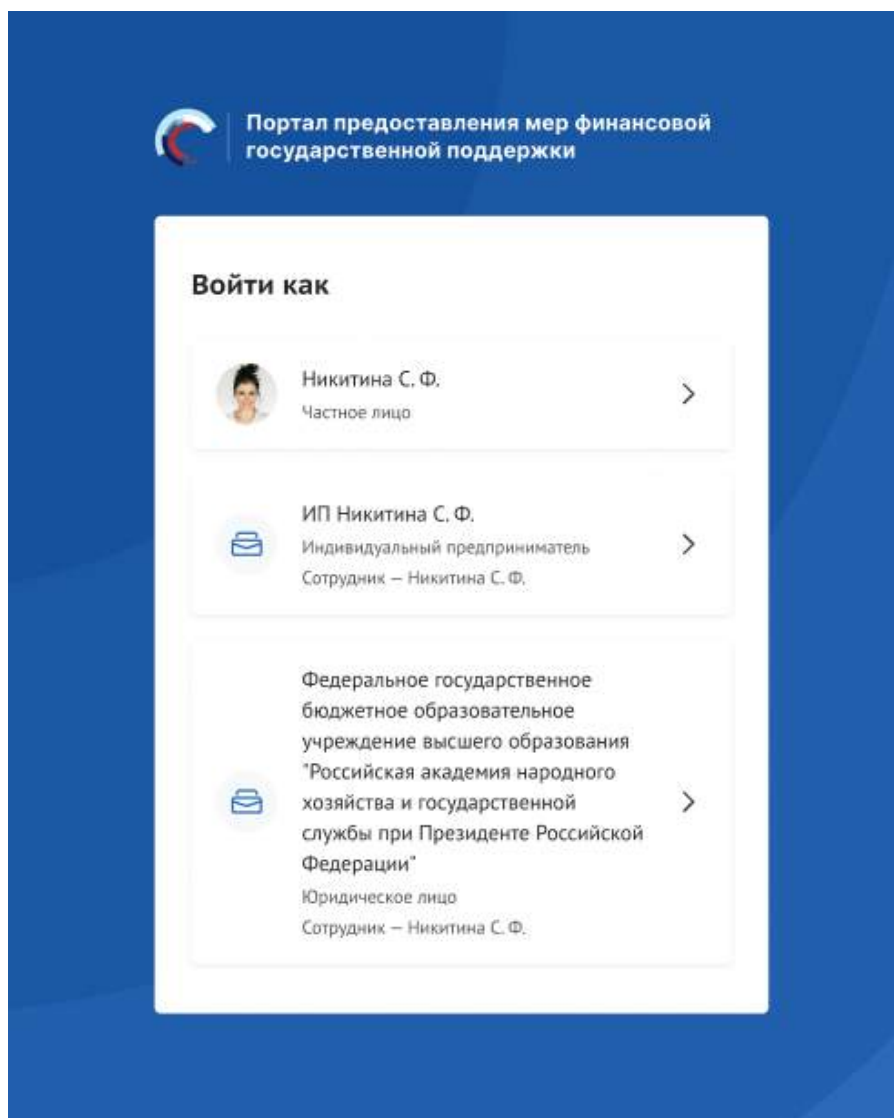 Портал предоставления мер финансовой
государственной поддержки
Войти как
Никитина С. Ф.
Частное лицо
ИП Никитина С. Ф.
Индивидуальный предприниматель
Сотрудник — Никитина С. Ф.
Федеральное государственное
бюджетное образовательное
учреждение высшего образования
"Российская академия народного
хозяйства и государственной
службы при Президенте Российской
Федерации"
Юридическое лицо
Сотрудник — Никитина С. Ф.